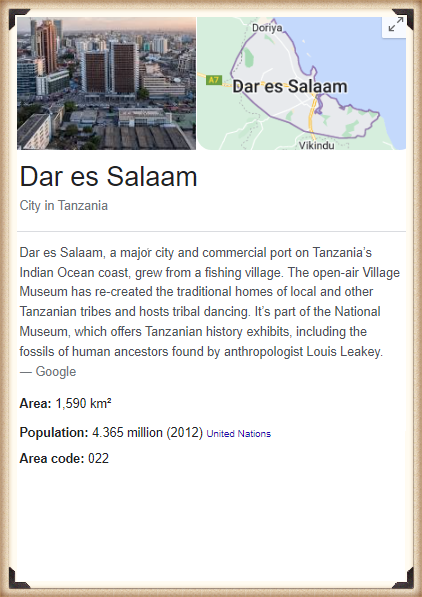 Doriya
A7
Dar es Salaam
Vikindu
Dar es Salaam
City in Tanzania
Dar es Salaam, a major city and commercial port on Tanzania's
Indian Ocean coast, grew from a fishing village. The open-air Village
Museum has re-created the traditional homes of local and other
Tanzanian tribes and hosts tribal dancing. It's part of the National
Museum, which offers Tanzanian history exhibits, including the
fossils of human ancestors found by anthropologist Louis Leakey.
— Google
Area: 1,590 km²
Population: 4.365 million (2012) United Nations
Area code: 022